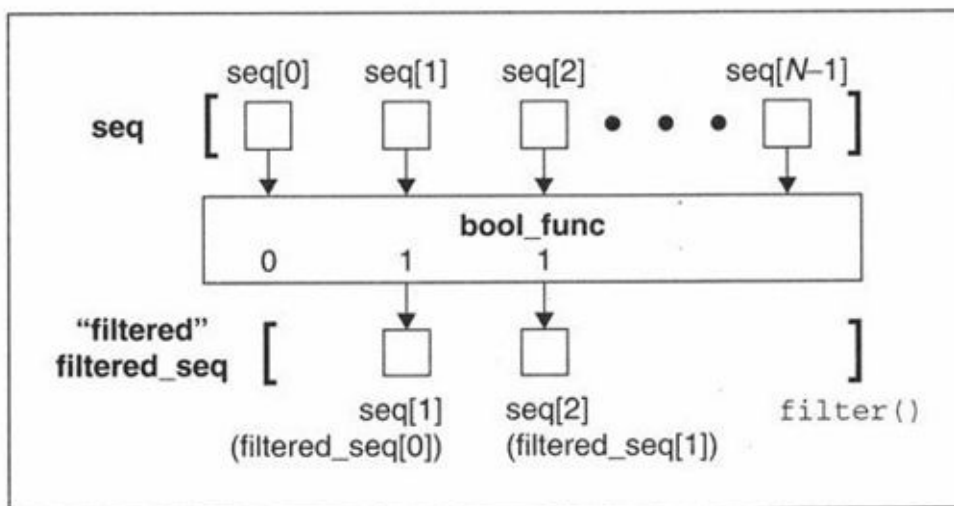 seq[0] seq[1] seq[2] seq[N–1]
seq [ ]
bool_func
0 1 1
“filtered”
filtered_seq [ ]
seq[1] seq[2] filter()
(filtered_seq[0]) (filtered_seq[1])